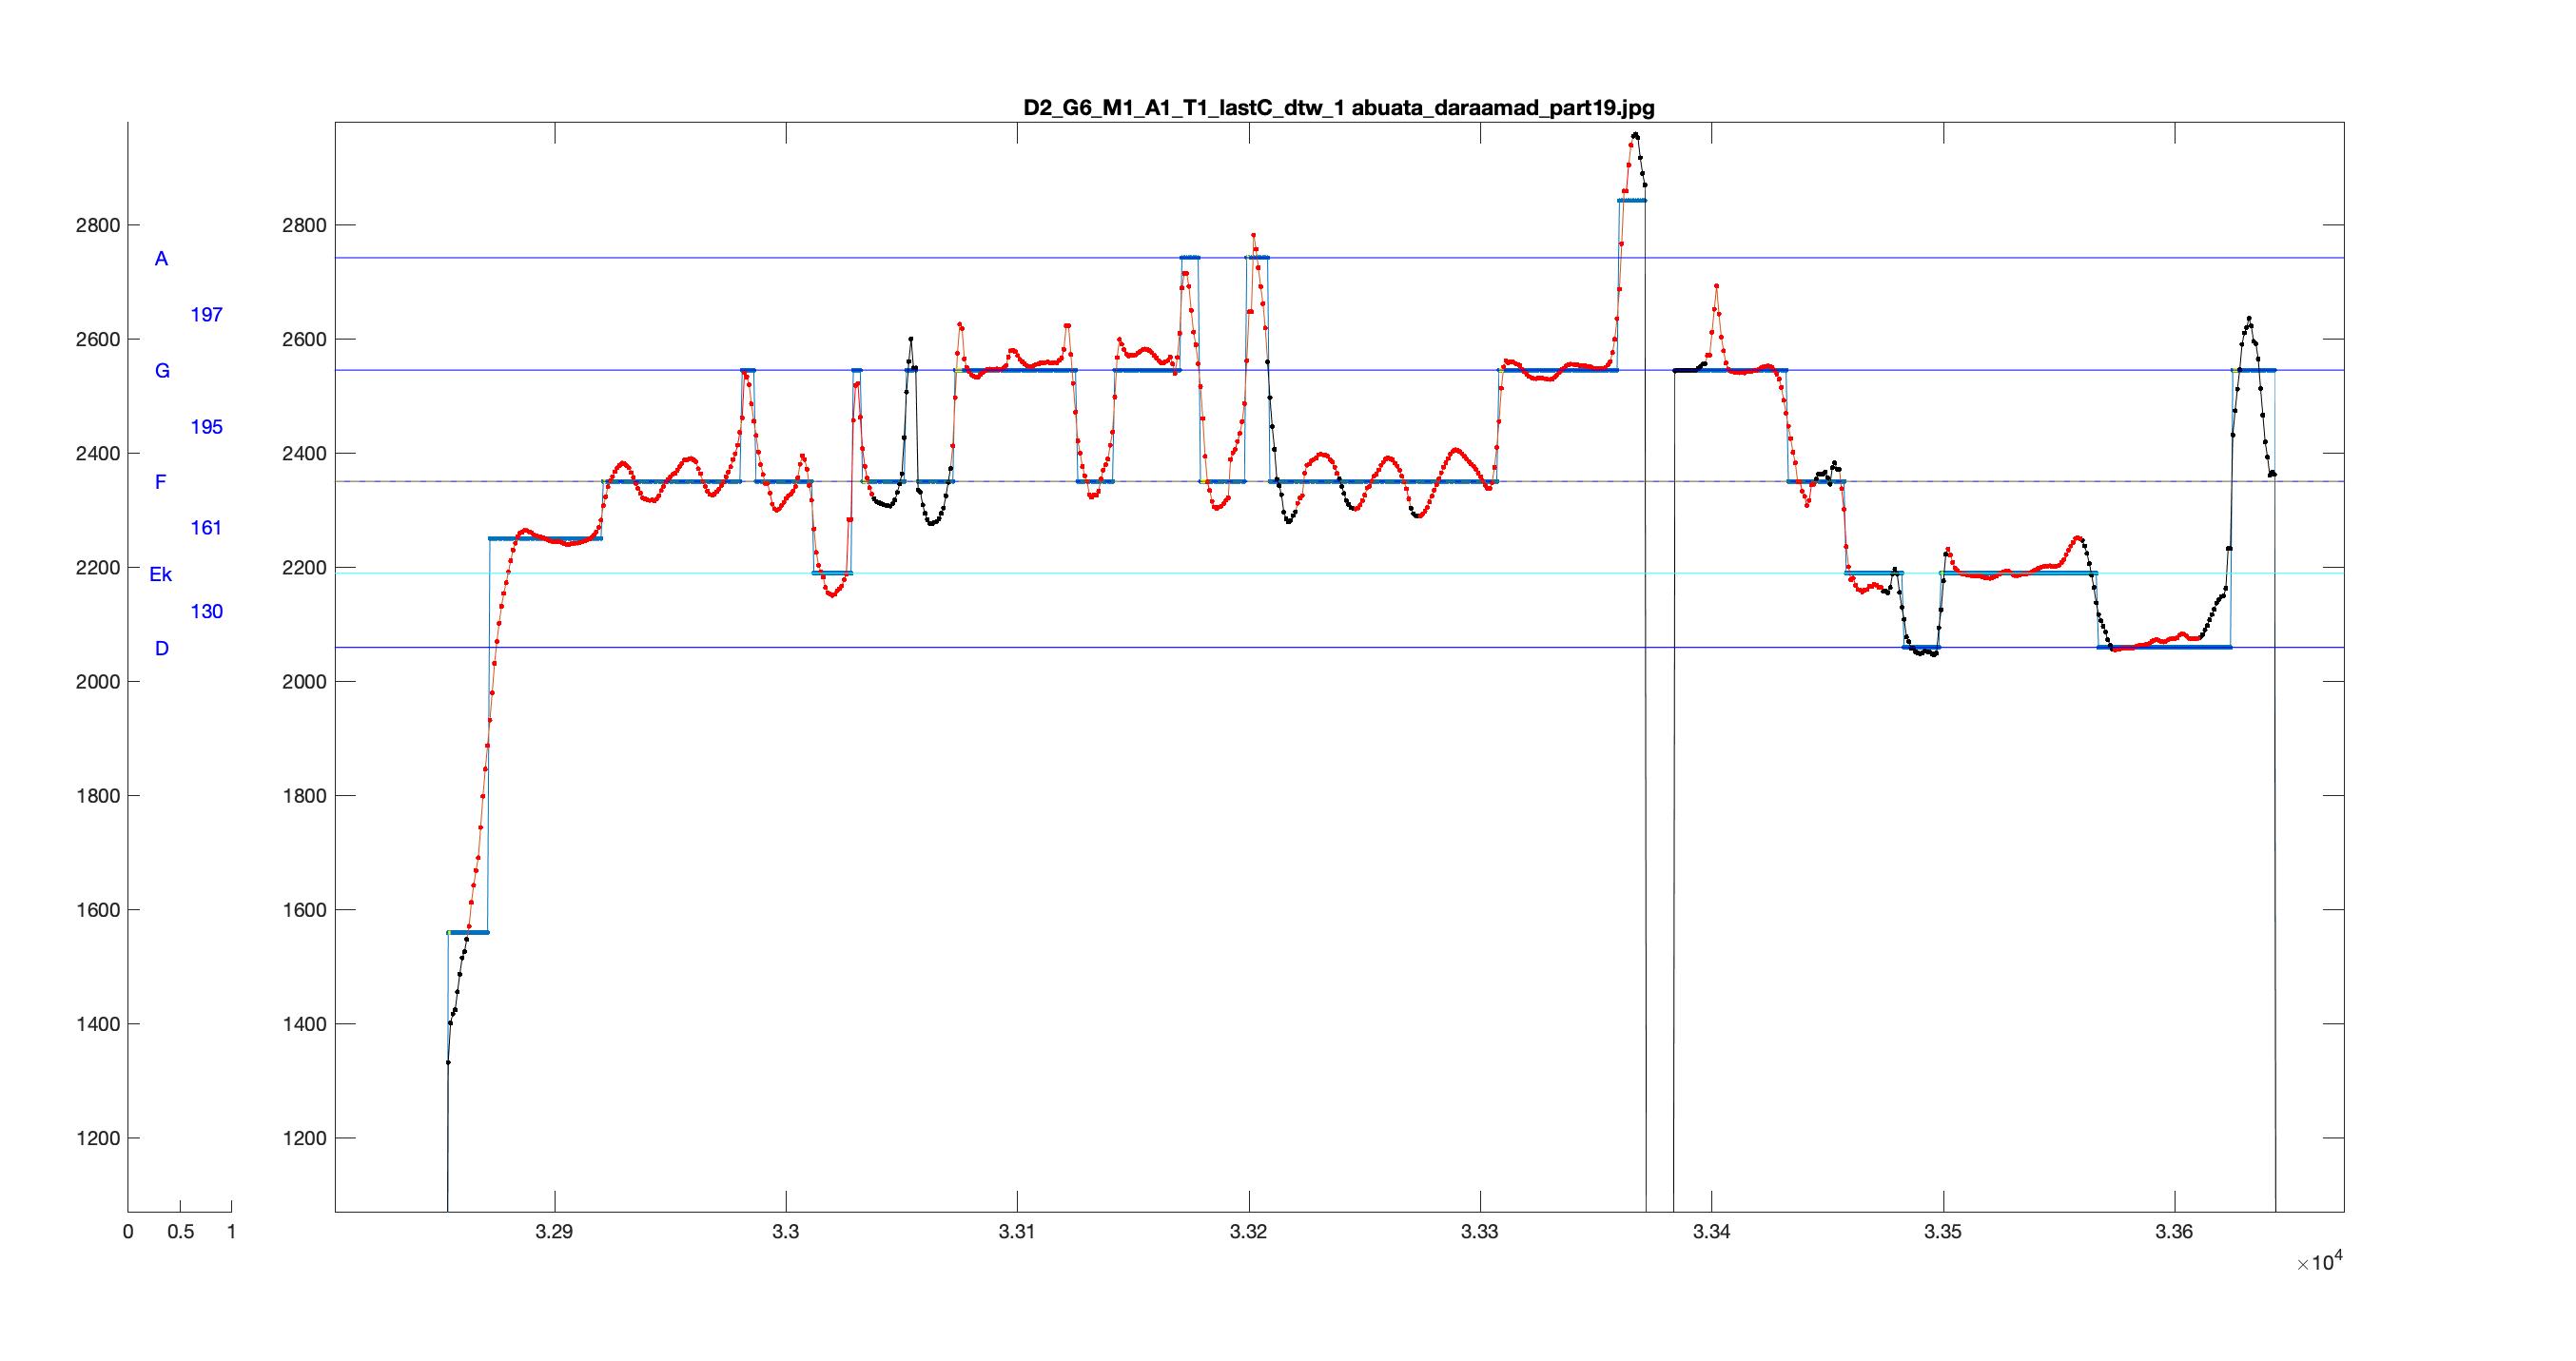 D2_G6_M1_A1_T1_lastC_dtw_1 abuata_daraamad_part19.jpg
2800 2800
A
197
2600 2600
G
195
2400 2400
F
161
2200 Ek 2200
130
D
2000 2000
1800 1800
1600 1600
1400 1400
1200 1200
0 0.5 1 3.29 3.3 3.31 3.32 3.33 3.34 3.35 3.36
×10^4